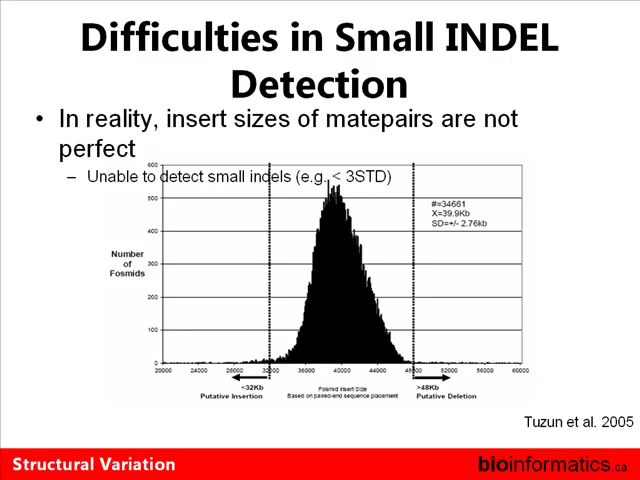 Difficulties in Small INDEL
Detection
• In reality, insert sizes of matepairs are not
perfect
– Unable to detect small indels (e.g. < 3STD)
600
500
400
300
200
100
0
Number
of
Fosmids
#=34661
X=39.9Kb
SD=+/- 2.76kb
20000 24000 28000 32000 36000 40000 44000 48000 52000 56000 60000
<32Kb
Putative Insertion
Fosmid Insert Size
Based on paired-end sequence placement
>48Kb
Putative Deletion
Tuzun et al. 2005
Structural Variation
bioinformatics.ca